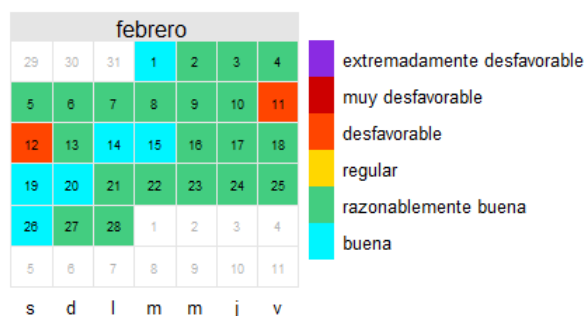 febrero
29 30 31 1 2 3 4
5 6 7 8 9 10 11
12 13 14 15 16 17 18
19 20 21 22 23 24 25
26 27 28 1 2 3 4
5 6 7 8 9 10 11
s d l m m j v
extremadamente desfavorable
muy desfavorable
desfavorable
regular
razonablemente buena
buena